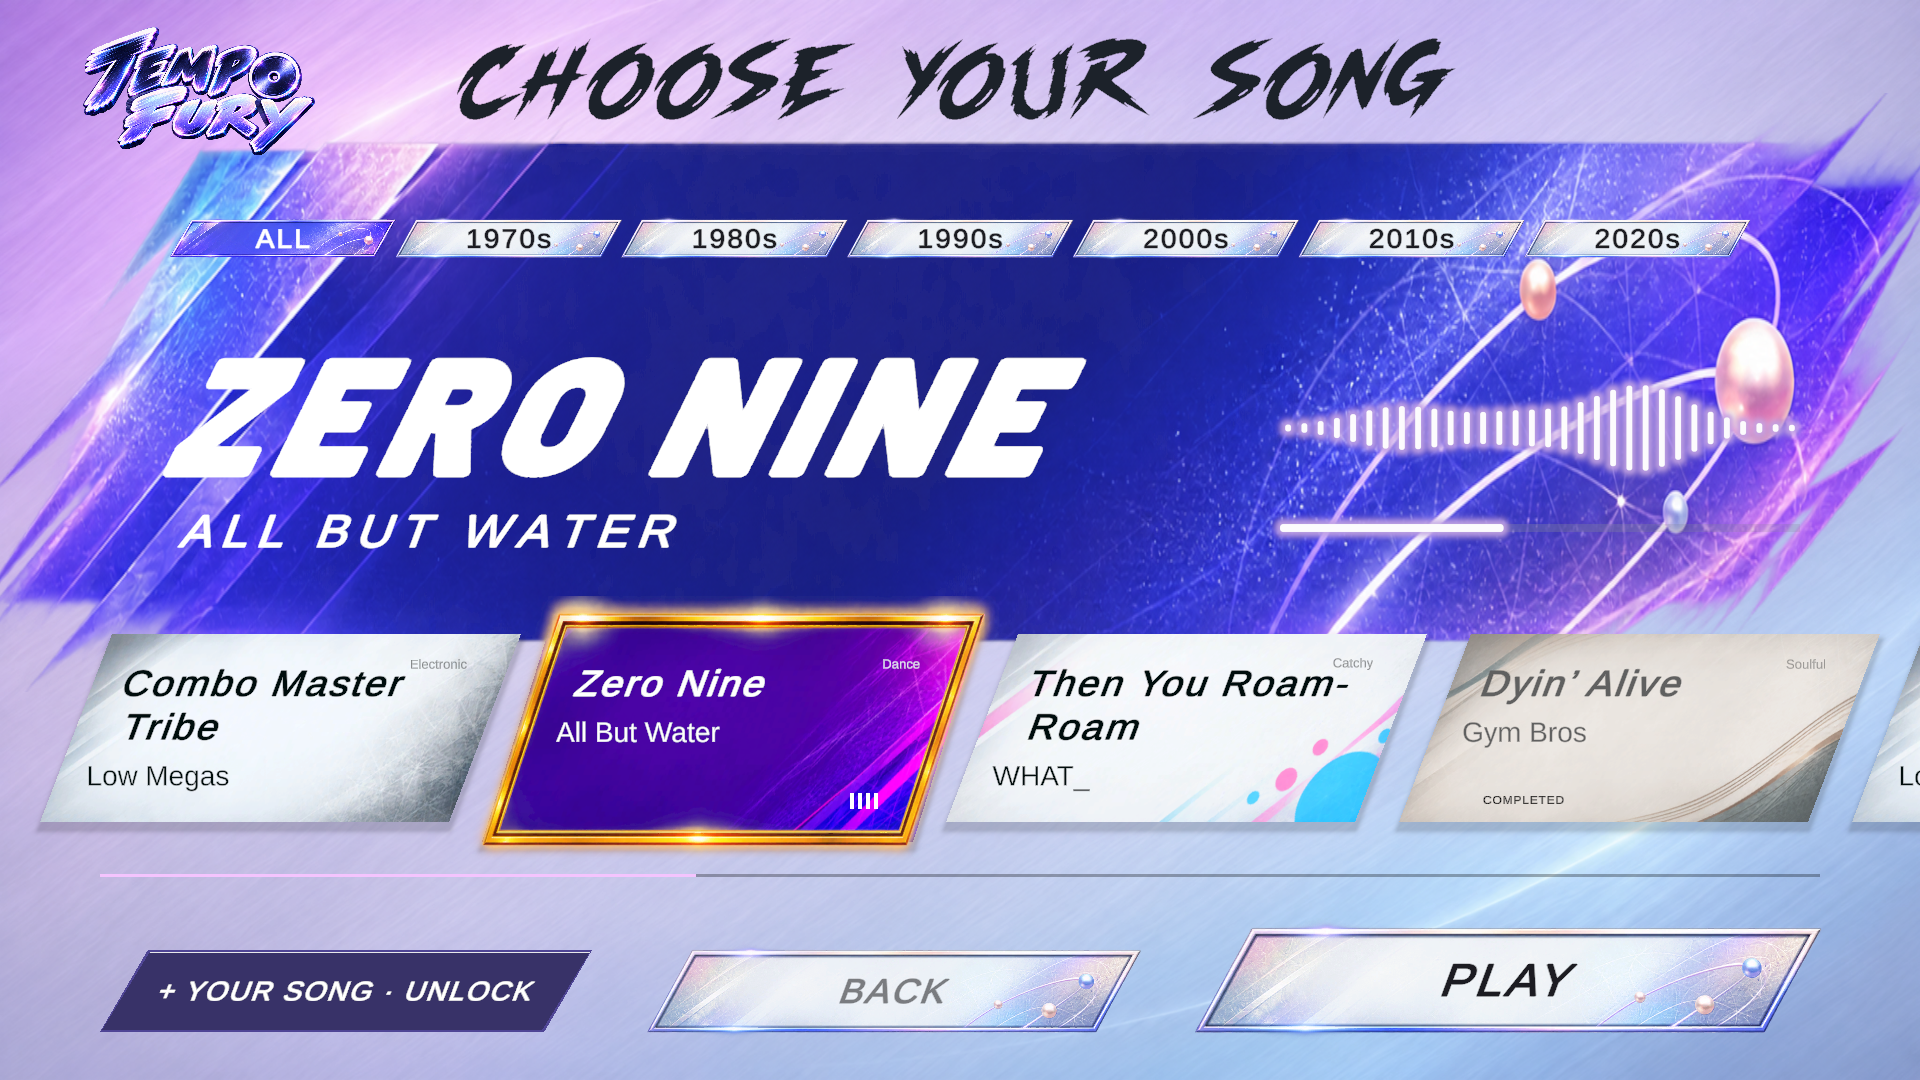 TEMPO
FURY
CHOOSE YOUR SONG
ALL
1970s
1980s
1990s
2000s
2010s
2020s
ZERO NINE
ALL BUT WATER
Combo Master
Tribe
Electronic
Low Megas
Zero Nine
Dance
All But Water
Then You Roam-
Roam
Catchy
WHAT_
Dyin’ Alive
Soulful
Gym Bros
COMPLETED
+ YOUR SONG · UNLOCK
BACK
PLAY